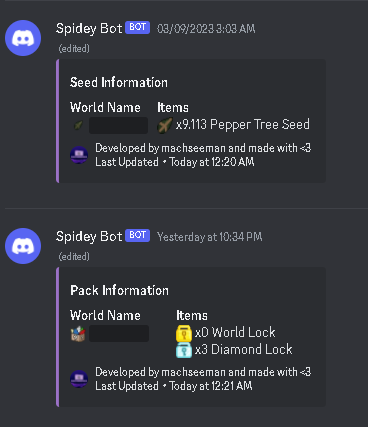 Spidey Bot BOT 03/09/2023 3:03 AM
(edited)
Seed Information
World Name Items
x9.113 Pepper Tree Seed
Developed by machseeman and made with <3
Last Updated • Today at 12:20 AM
Spidey Bot BOT Yesterday at 10:34 PM
(edited)
Pack Information
World Name Items
x0 World Lock
x3 Diamond Lock
Developed by machseeman and made with <3
Last Updated • Today at 12:21 AM